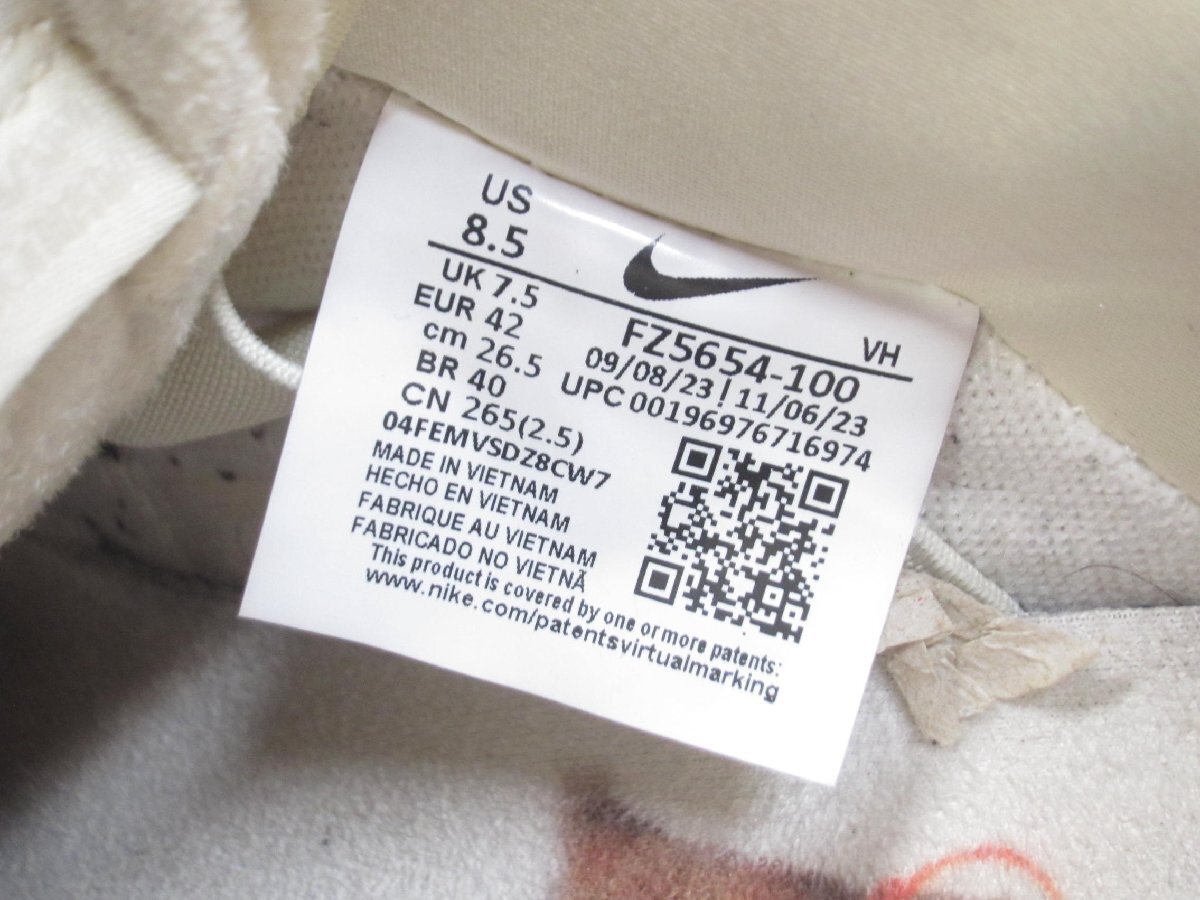 US
8.5
UK 7.5
EUR 42
cm 26.5
BR 40
CN 265(2.5)
04FEMVSDZ8CW7
MADE IN VIETNAM
HECHO EN VIETNAM
FABRIQUE AU VIETNAM
FABRICADO NO VIETNÃ
This product is covered by one or more patents:
www.nike.com/patentsvirtualmarking
VH
FZ5654-100
09/08/23 | 11/06/23
UPC 00196976716974